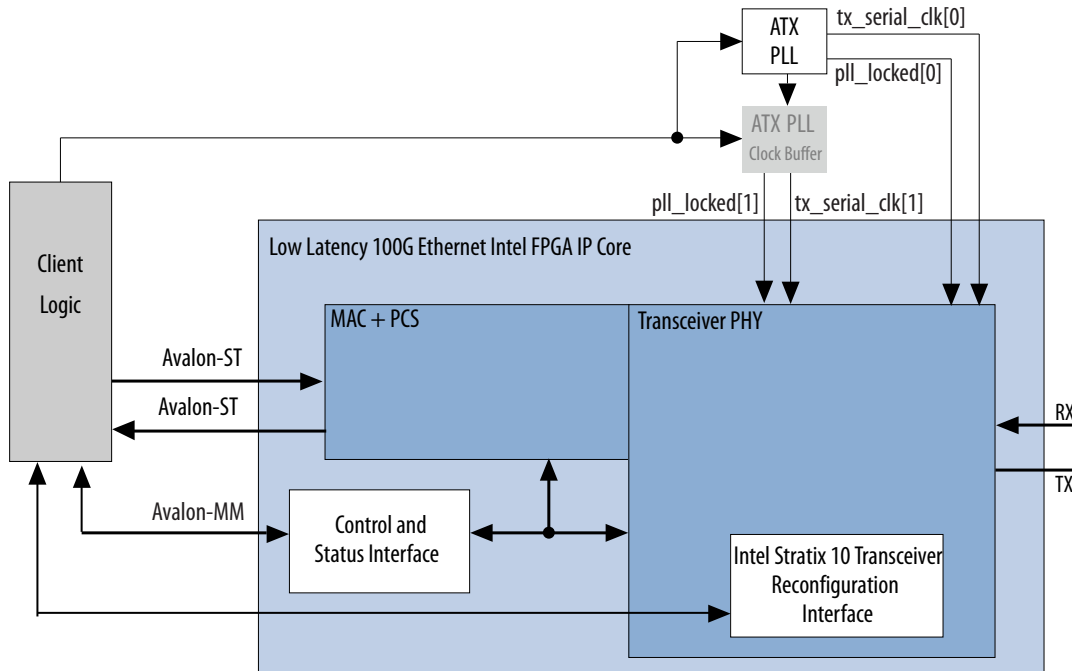 ATX
PLL
tx_serial_clk[0]
pll_locked[0]
ATX PLL
Clock Buffer
pll_locked[1]
tx_serial_clk[1]
Low Latency 100G Ethernet Intel FPGA IP Core
Client
Logic
MAC + PCS
Transceiver PHY
Avalon-ST
Avalon-ST
RX
TX
Avalon-MM
Control and
Status Interface
Intel Stratix 10 Transceiver
Reconfiguration
Interface